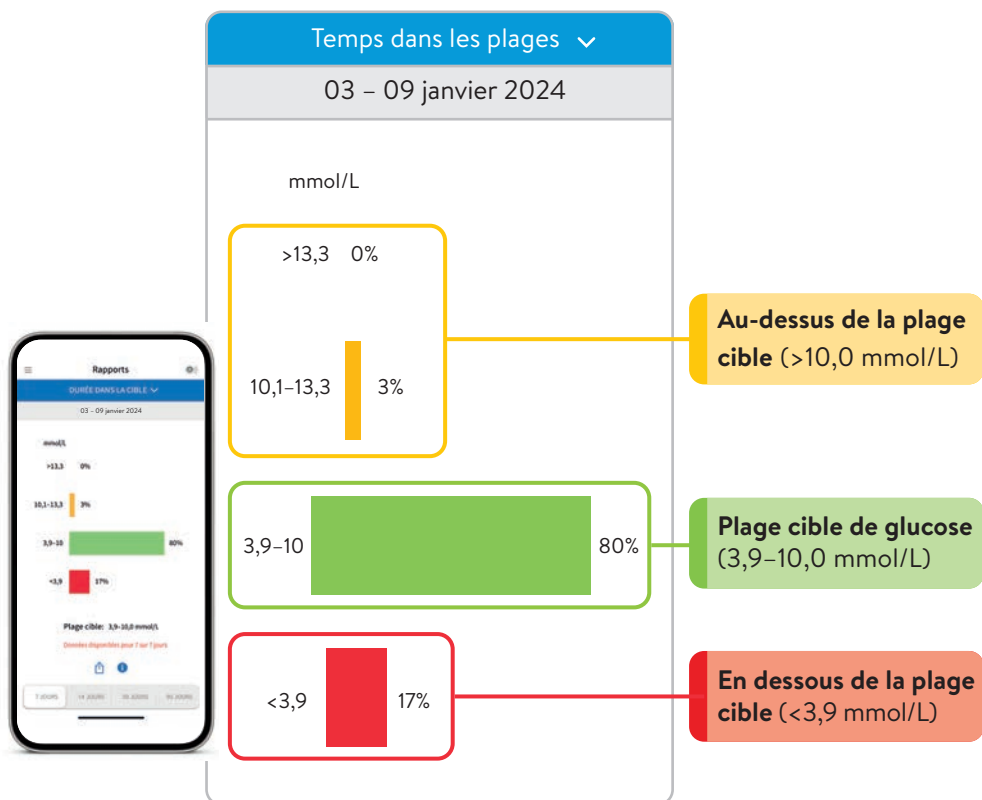 Temps dans les plages
03 – 09 janvier 2024
mmol/L
>13,3 0%
10,1–13,3 3%
3,9–10 80%
<3,9 17%
Au-dessus de la plage
cible (>10,0 mmol/L)
Plage cible de glucose
(3,9–10,0 mmol/L)
En dessous de la plage
cible (<3,9 mmol/L)
Rapports
DURÉE DANS LA CIBLE
03 – 09 janvier 2024
mmol/L
>13,3 0%
10,1–13,3 3%
3,9–10 80%
<3,9 17%
Plage cible: 3,9–10,0 mmol/L
Données disponibles pour 7 sur 7 jours
7 JOURS 14 JOURS 30 JOURS 90 JOURS